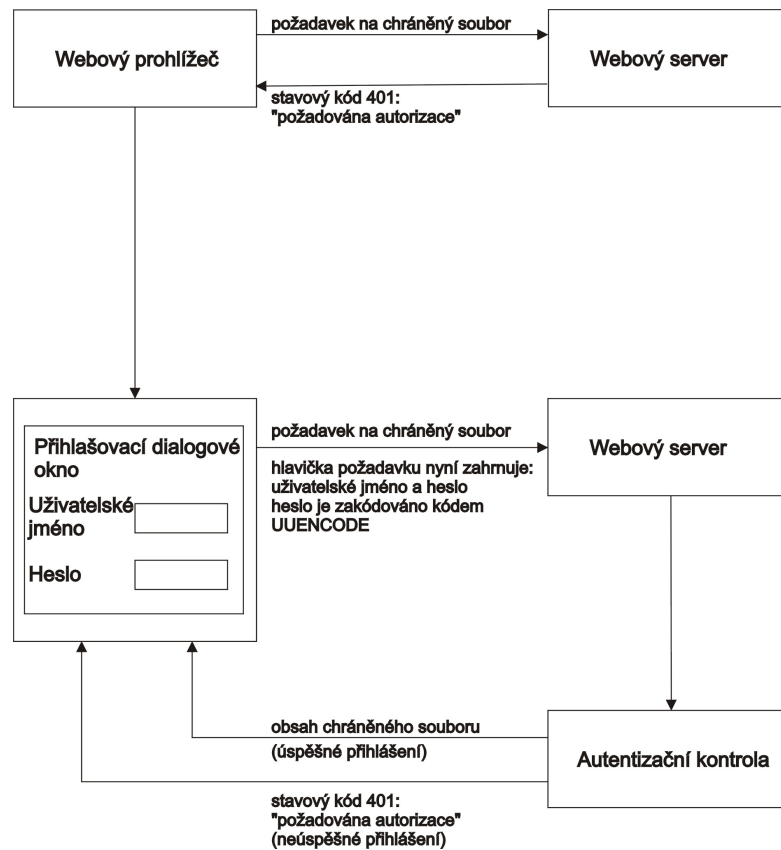 požadavek na chráněný soubor
Webový prohlížeč
Webový server
stavový kód 401:
"požadována autorizace"
požadavek na chráněný soubor
Přihlašovací dialogové
okno
Webový server
hlavička požadavku nyní zahrnuje:
uživatelské jméno a heslo
heslo je zakódováno kódem
UUENCODE
Uživatelské
jméno
Heslo
obsah chráněného souboru
(úspěšné přihlášení)
Autentizační kontrola
stavový kód 401:
"požadována autorizace"
(neúspěšné přihlášení)